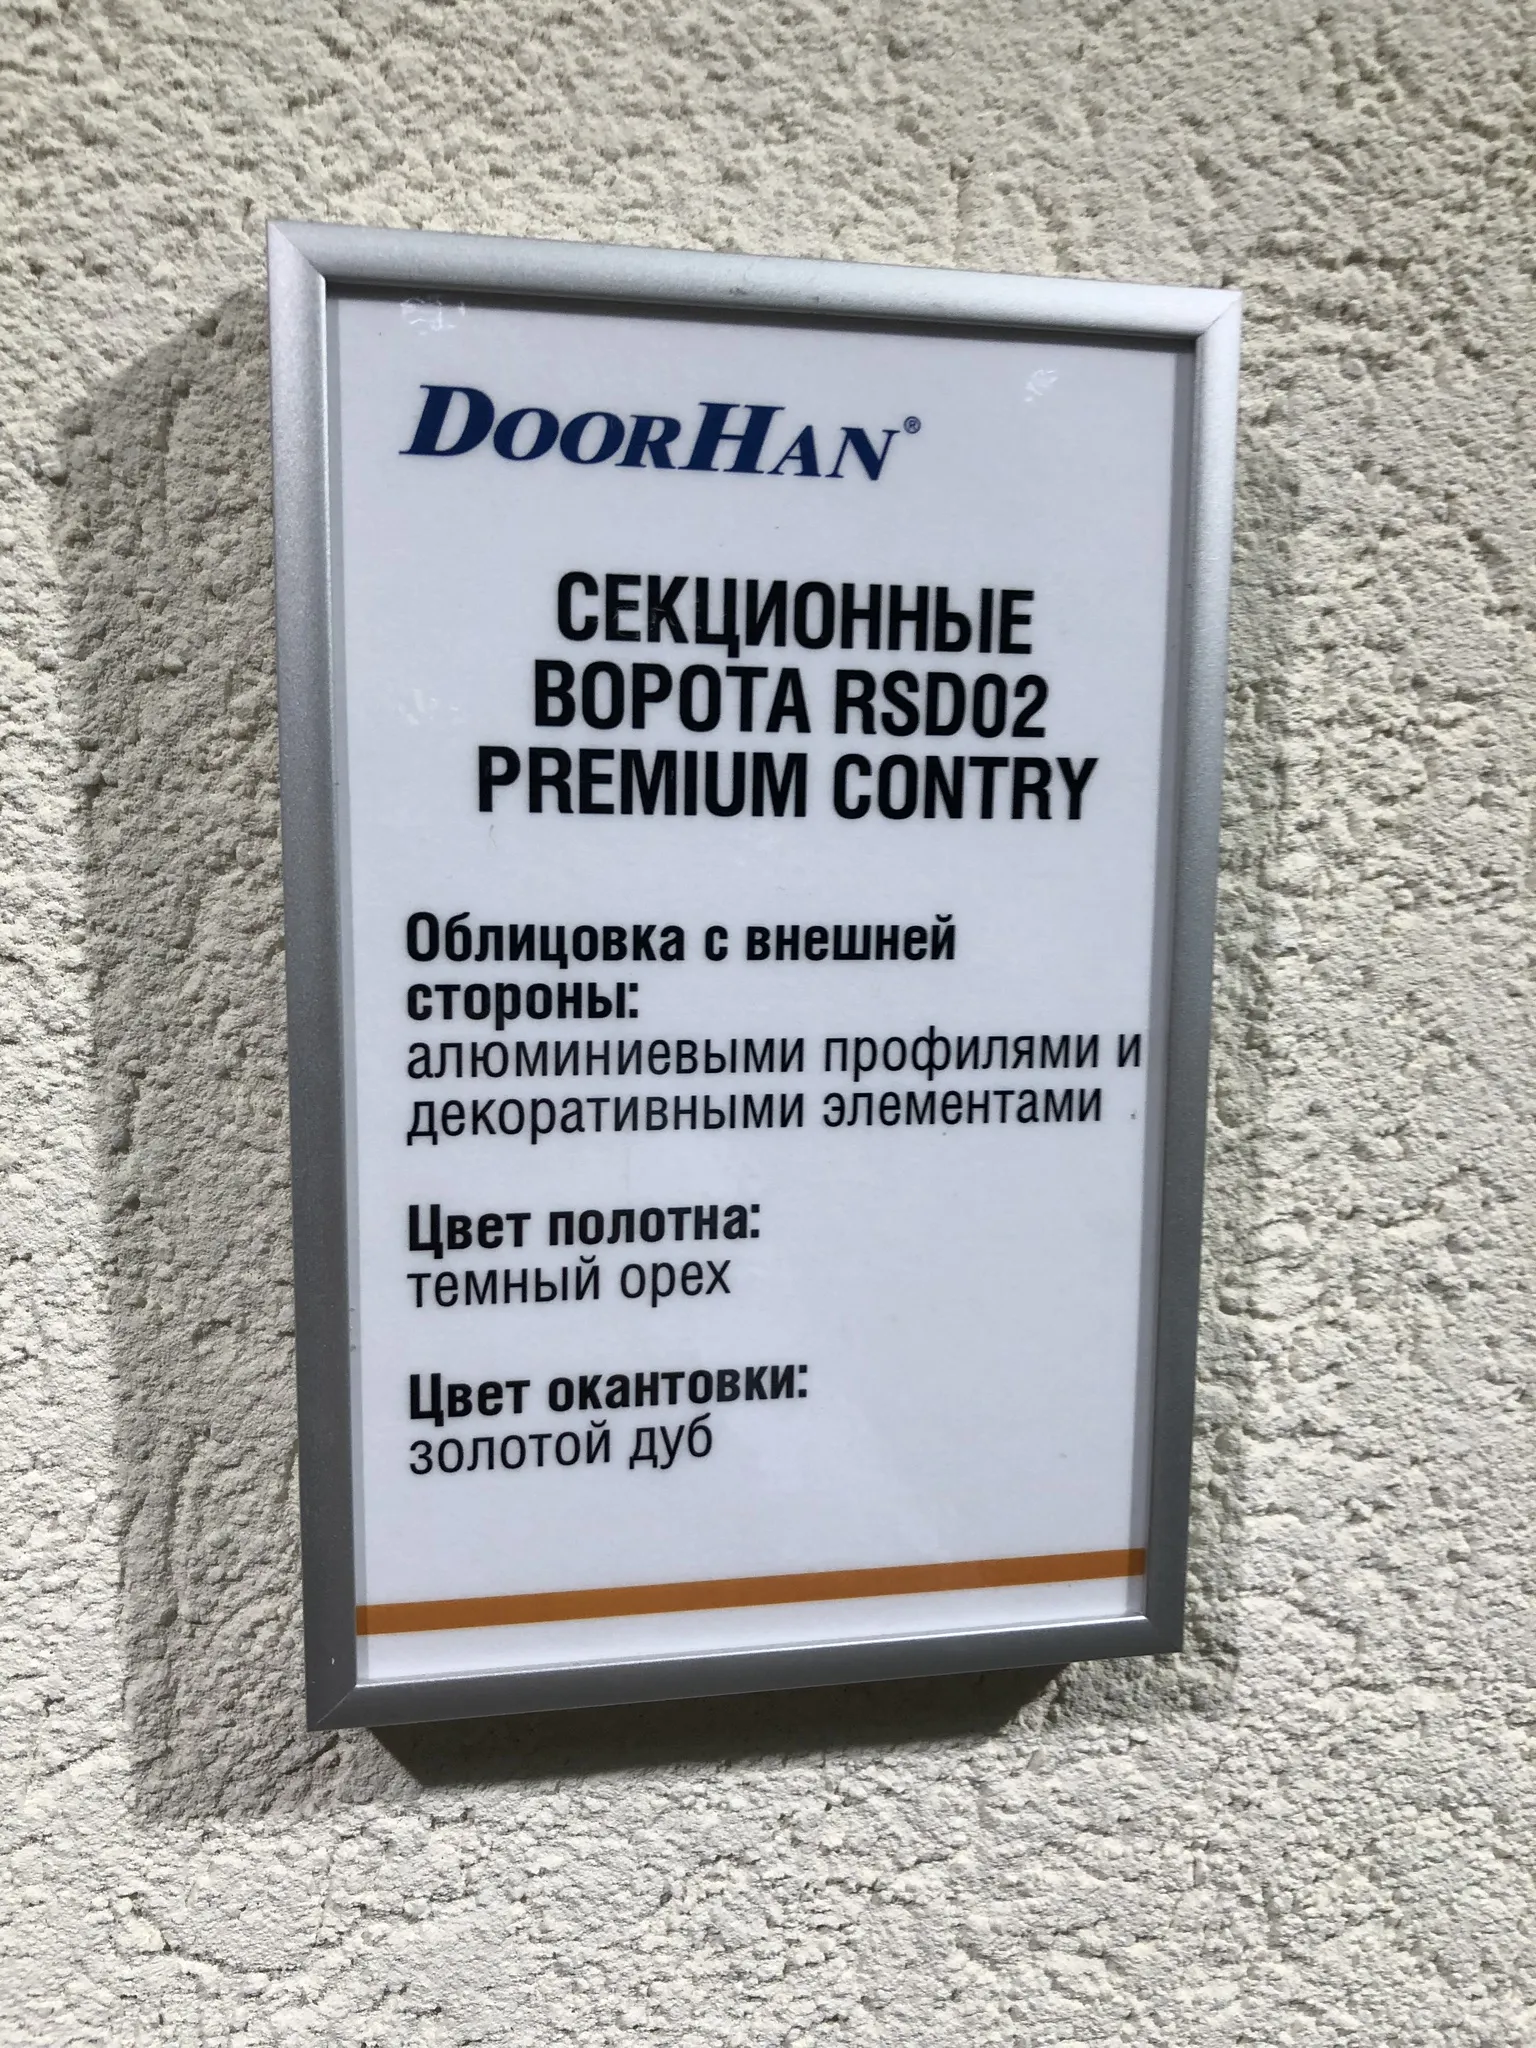 DOORHAN®
СЕКЦИОННЫЕ
ВОРОТА RSD02
PREMIUM CONTRY
Облицовка с внешней
стороны:
алюминиевыми профилями и
декоративными элементами
Цвет полотна:
темный орех
Цвет окантовки:
золотой дуб